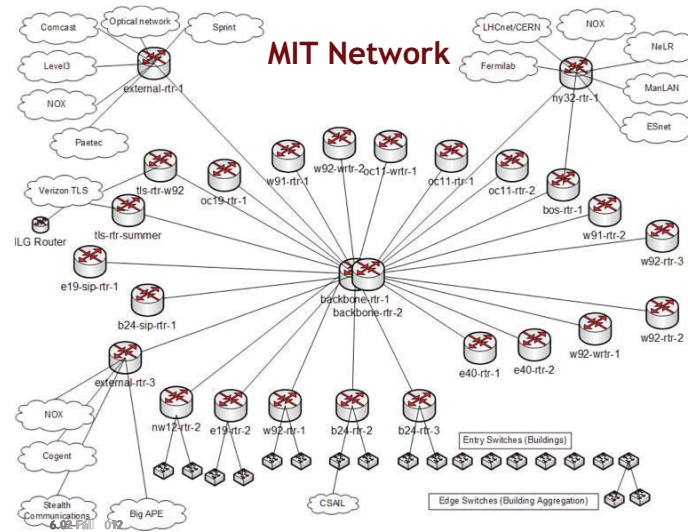 MIT Network
Comcast
Optical network
Sprint
Level3
external-rtr-1
NOX
Paetec
LHCnet/CERN
NOX
NeLR
Fermilab
ny32-rtr-1
ManLAN
ESnet
w91-rtr-1
w92-wrtr-2
oc11-wrtr-1
oc11-rtr-1
oc11-rtr-2
tls-rtr-w92
oc19-rtr-1
bos-rtr-1
Verizon TLS
tls-rtr-summer
w91-rtr-2
ILG Router
w92-rtr-3
e19-sip-rtr-1
backbone-rtr-1
backbone-rtr-2
b24-sip-rtr-1
w92-rtr-2
w92-wrtr-1
e40-rtr-2
e40-rtr-1
external-rtr-3
NOX
nw12-rtr-2
e19-rtr-2
w92-rtr-1
b24-rtr-2
b24-rtr-3
Entry Switches (Buildings)
Cogent
Stealth
Communications
Big APE
CSAIL
Edge Switches (Building Aggregation)